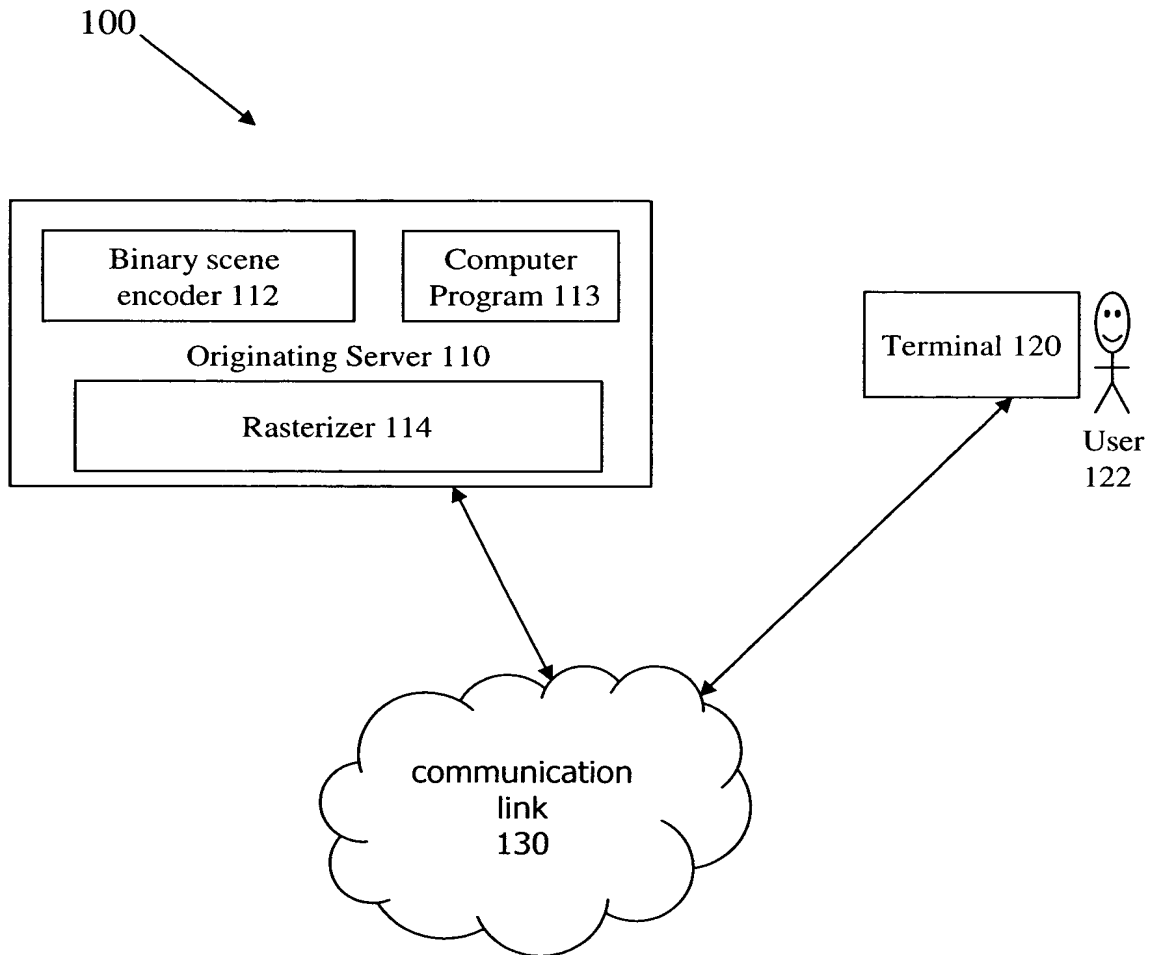 100
Binary scene
encoder 112
Computer
Program 113
Originating Server 110
Rasterizer 114
Terminal 120
User
122
communication
link
130